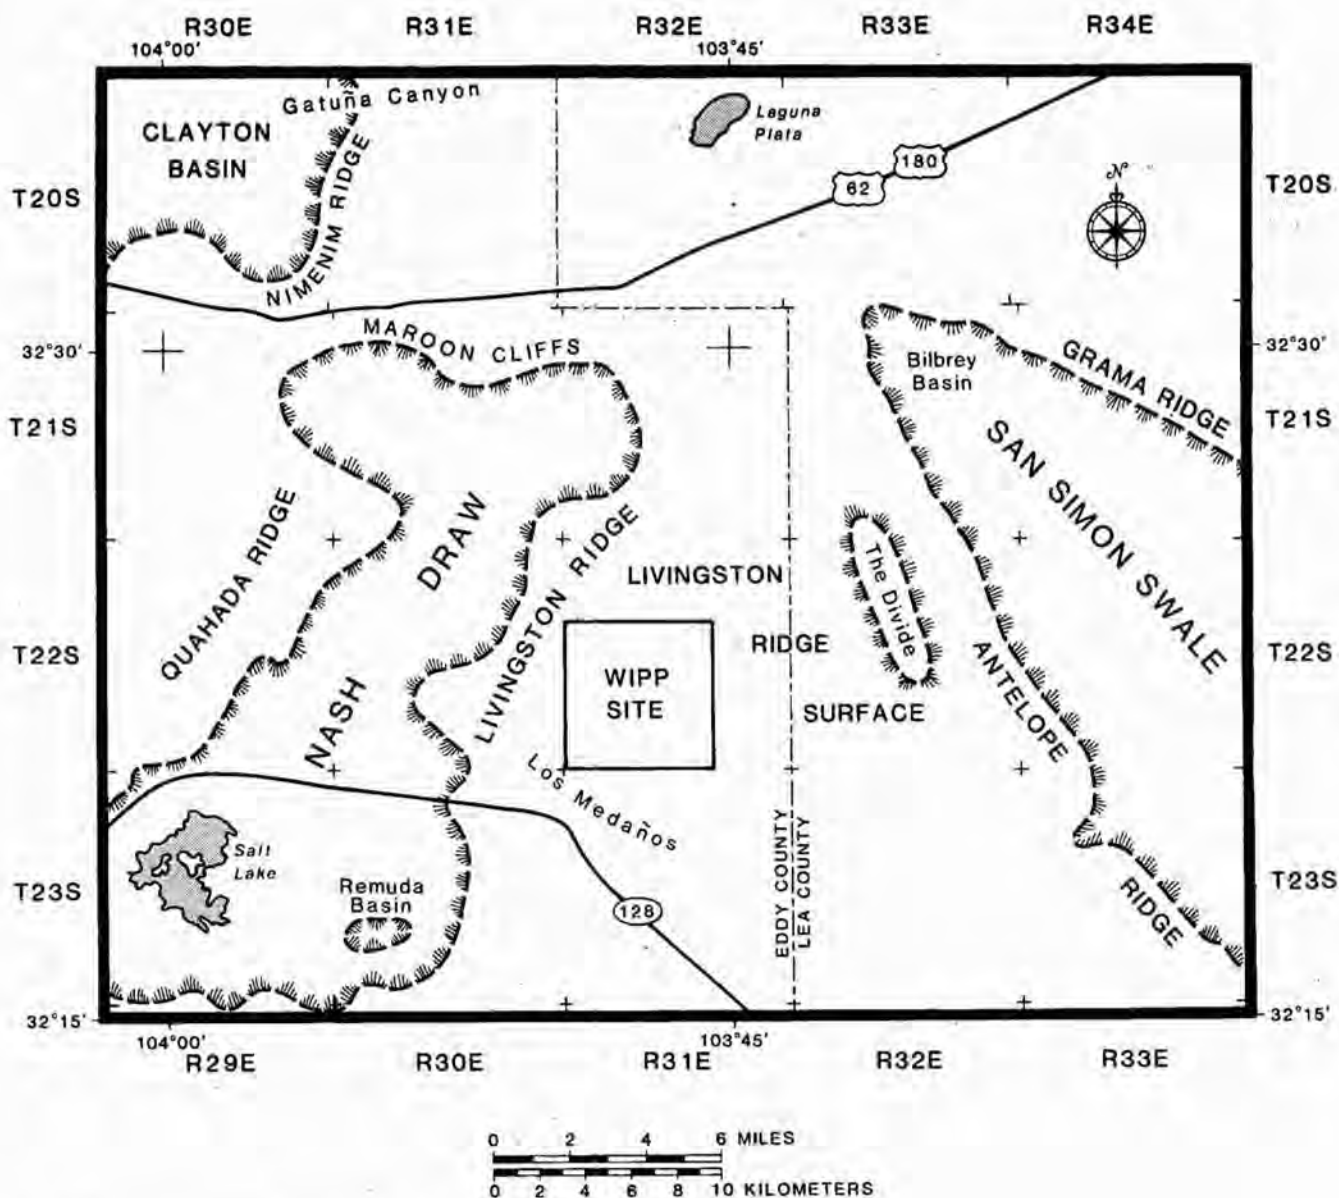 R30E R31E R32E R33E R34E
104°00' 103°45'
Gatuña Canyon
CLAYTON
BASIN
NIMENIM RIDGE
Laguna
Plata
180
62
N
T20S T20S
MAROON CLIFFS
32°30' 32°30'
Bilbrey
Basin
GRAMA RIDGE
T21S T21S
SAN SIMON SWALE
QUAHADA RIDGE
NASH DRAW
LIVINGSTON RIDGE
LIVINGSTON
RIDGE
SURFACE
The Divide
ANTELOPE
RIDGE
T22S T22S
WIPP
SITE
Los Medaños
EDDY COUNTY
LEA COUNTY
Salt
Lake
Remuda
Basin
128
T23S T23S
32°15' 32°15'
104°00' 103°45'
R29E R30E R31E R32E R33E
0 2 4 6 MILES
0 2 4 6 8 10 KILOMETERS